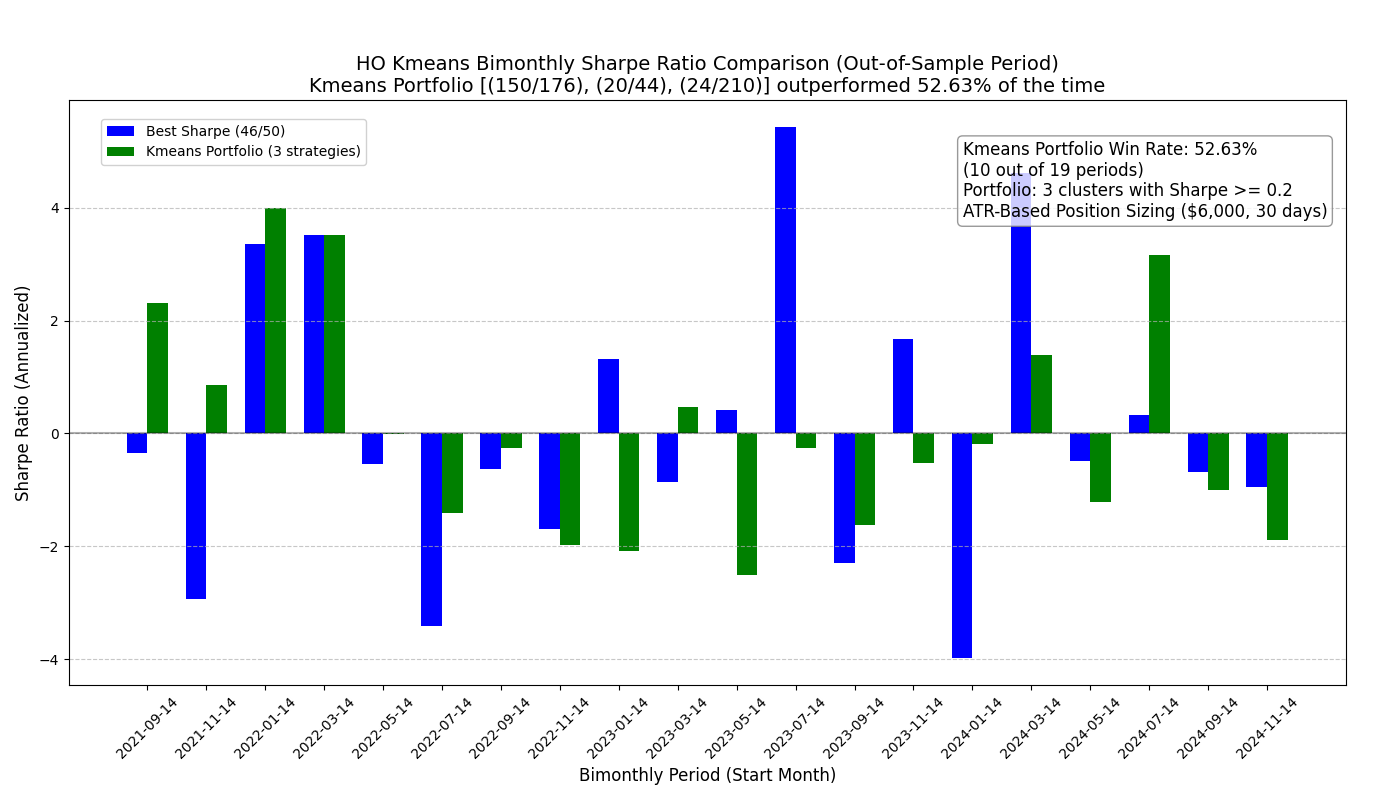 HO Kmeans Bimonthly Sharpe Ratio Comparison (Out-of-Sample Period)
Kmeans Portfolio [(150/176), (20/44), (24/210)] outperformed 52.63% of the time
Best Sharpe (46/50)
Kmeans Portfolio (3 strategies)
Kmeans Portfolio Win Rate: 52.63%
(10 out of 19 periods)
Portfolio: 3 clusters with Sharpe >= 0.2
ATR-Based Position Sizing ($6,000, 30 days)
Sharpe Ratio (Annualized)
4
2
0
−2
−4
2021-09-14
2021-11-14
2022-01-14
2022-03-14
2022-05-14
2022-07-14
2022-09-14
2022-11-14
2023-01-14
2023-03-14
2023-05-14
2023-07-14
2023-09-14
2023-11-14
2024-01-14
2024-03-14
2024-05-14
2024-07-14
2024-09-14
2024-11-14
Bimonthly Period (Start Month)